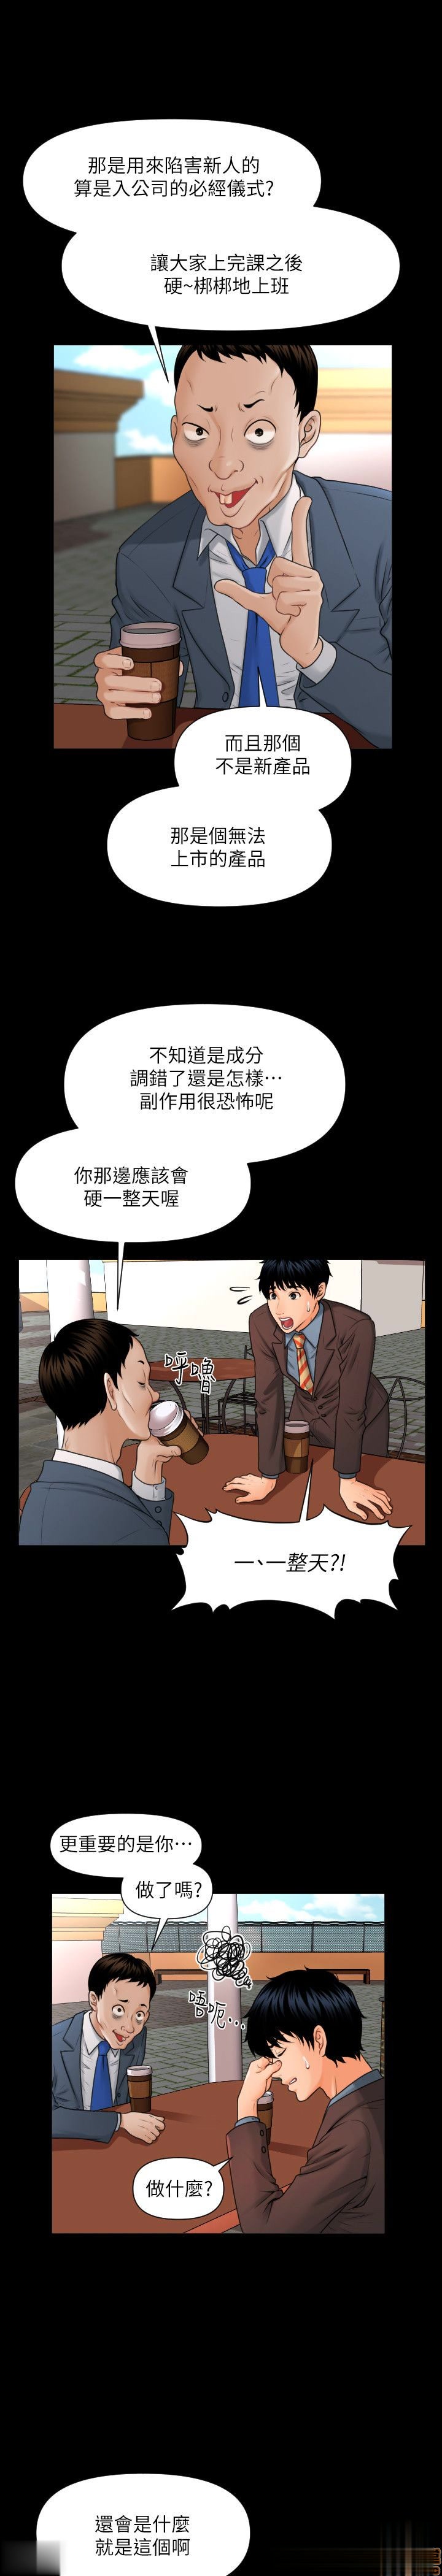 那是用來陷害新人的
算是入公司的必經儀式?
讓大家上完課之後
硬~梆梆地上班
而且那個
不是新產品
那是個無法
上市的產品
不知道是成分
調錯了還是怎樣⋯
副作用很恐怖呢
你那邊應該會
硬一整天喔
呼嚕
一、一整天?!
更重要的是你⋯
做了嗎?
唔呃⋯
做什麼?
還會是什麼
就是這個啊